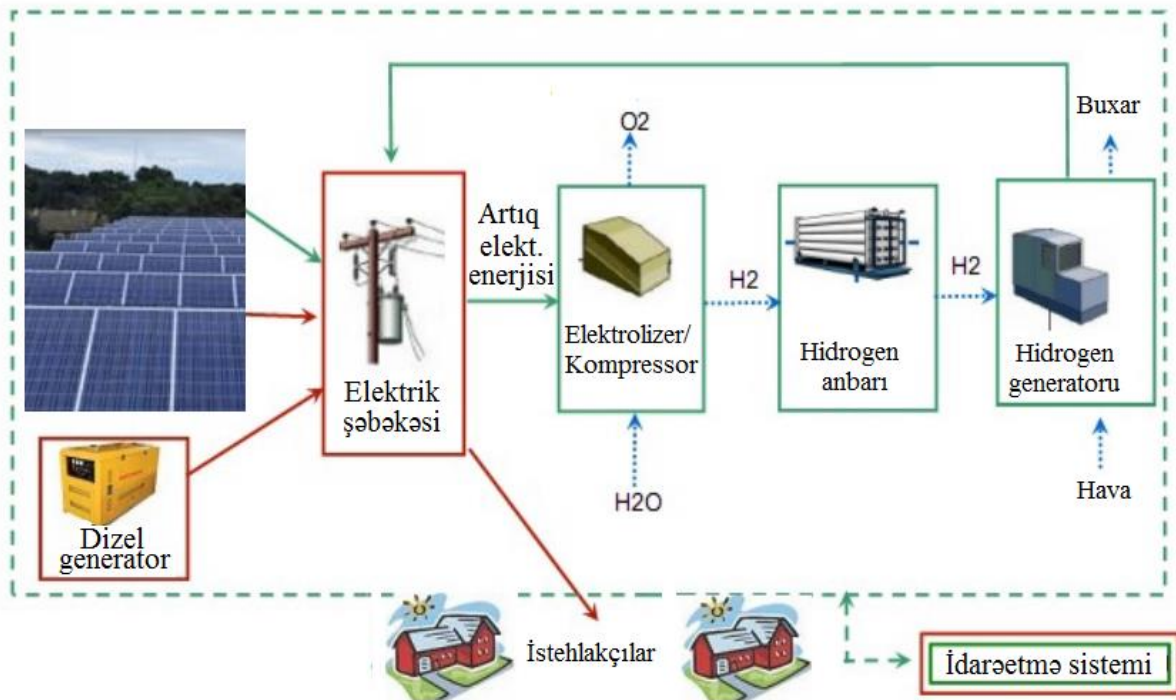 Buxar
O2
Artıq
elekt.
enerjisi
H2
H2
Elektrolizer/
Kompressor
Hidrogen
anbarı
Hidrogen
generatoru
Elektrik
şəbəkəsi
H2O
Hava
Dizel
generator
İstehlakçılar
İdarəetmə sistemi